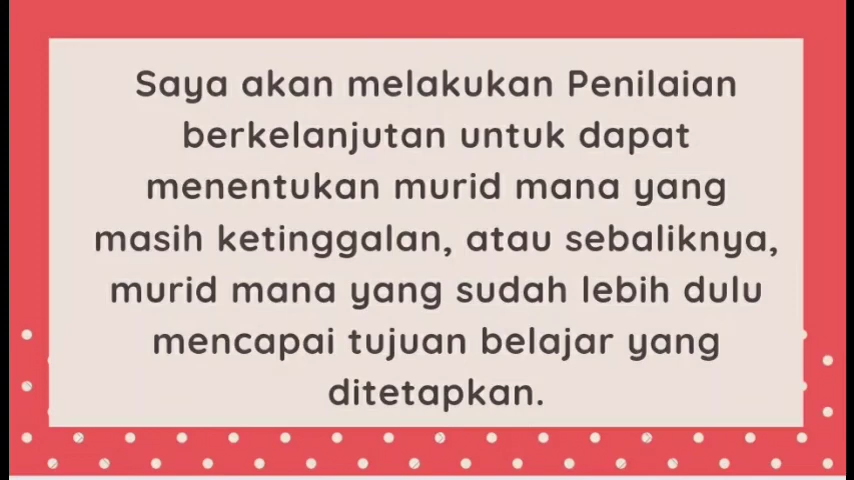 Saya akan melakukan Penilaian
berkelanjutan untuk dapat
menentukan murid mana yang
masih ketinggalan, atau sebaliknya,
murid mana yang sudah lebih dulu
mencapai tujuan belajar yang
ditetapkan.